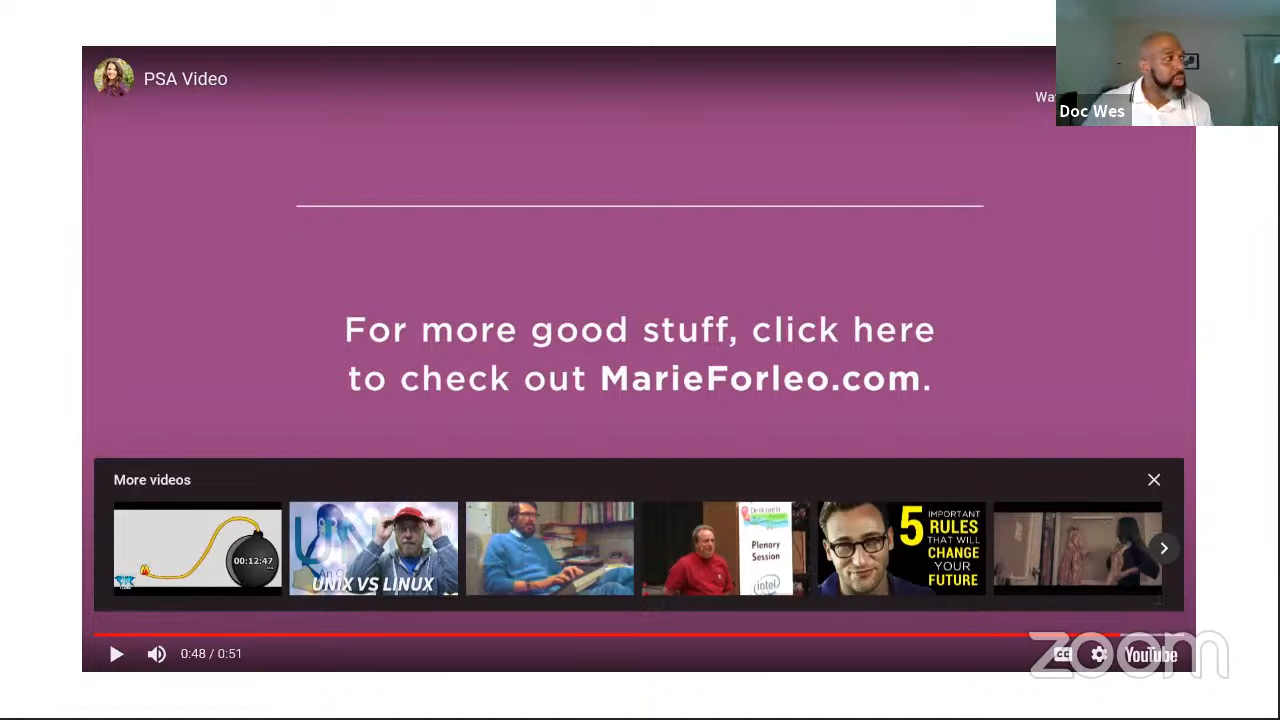 PSA Video
Wa
Doc Wes
For more good stuff, click here
to check out MarieForleo.com.
More videos
00:12:47
UNIX VS LINUX
DebConf14
Plenary
Session
intel
5 IMPORTANT
RULES
THAT WILL
CHANGE
YOUR
FUTURE
0:48 / 0:51
CC
YouTube
zoom